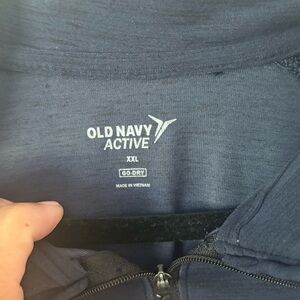 OLD NAVY
ACTIVE
XXL
GO-DRY
MADE IN VIETNAM